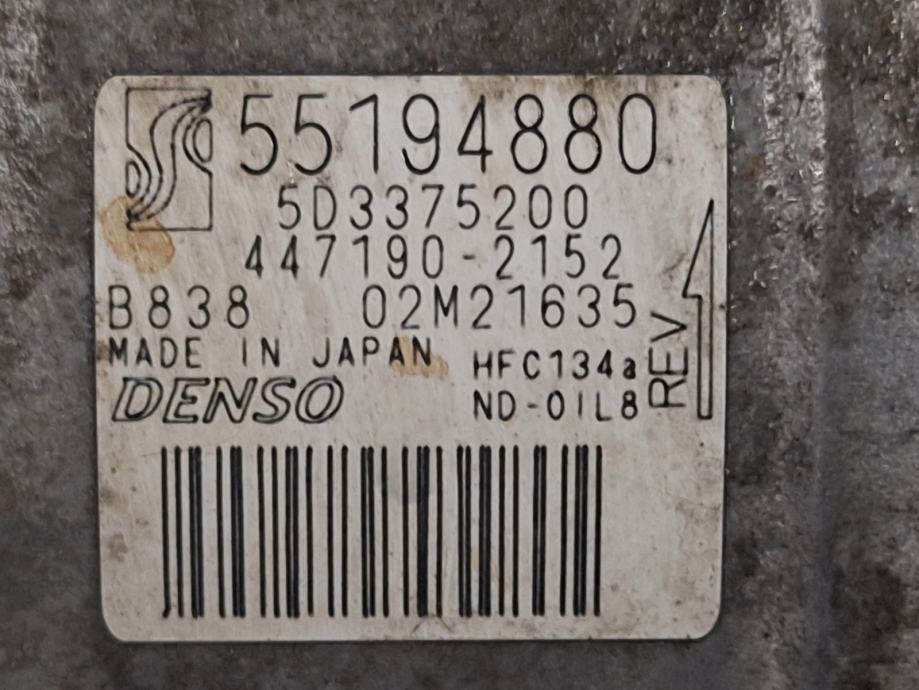 55194880
5D3375200
447190-2152
B838 02M21635
MADE IN JAPAN
HFC134a
DENSO
ND-OIL8
REV